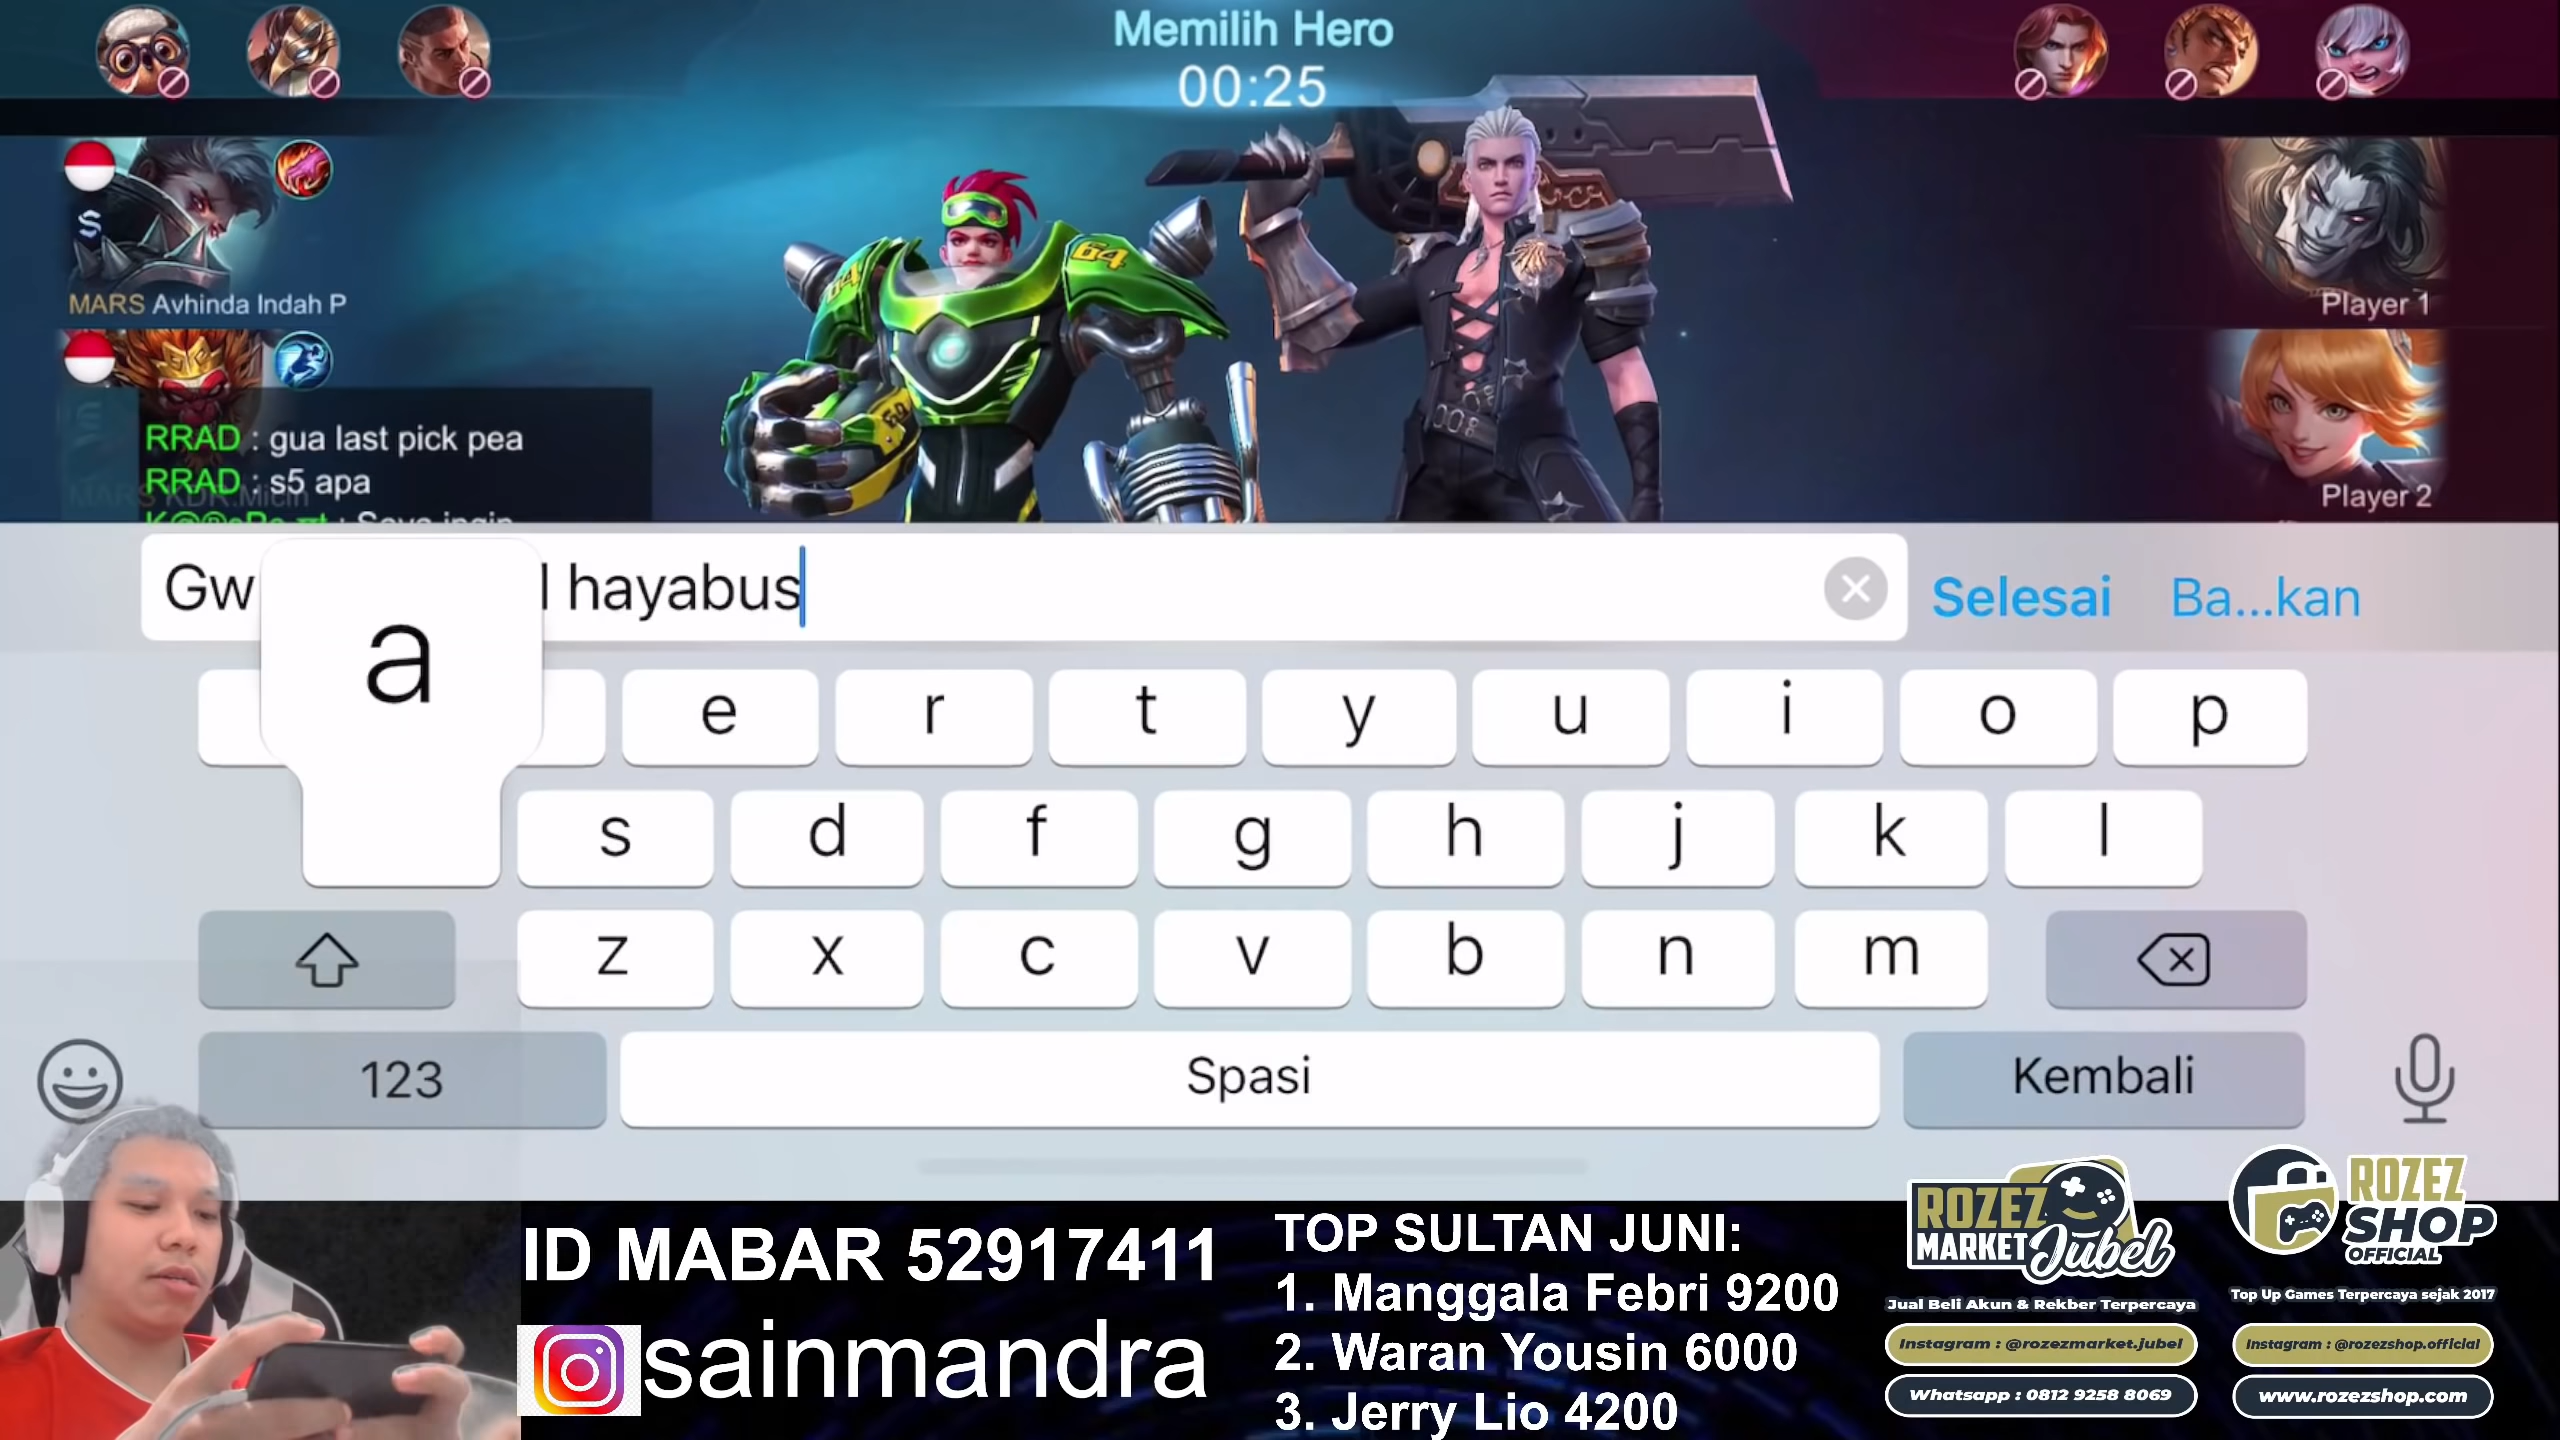 Memilih Hero
00:25
64
64
MARS Avhinda Indah P
Player 1
Player 2
RRAD : gua last pick pea
RRAD : s5 apa
: Saya ingin
Gw l hayabus
Selesai
Ba...kan
a
e r t y u i o p
s d f g h j k l
z x c v b n m
123
Spasi
Kembali
ID MABAR 52917411
sainmandra
TOP SULTAN JUNI:
1. Manggala Febri 9200
2. Waran Yousin 6000
3. Jerry Lio 4200
ROZEZ
MARKET Jubel
Jual Beli Akun & Rekber Terpercaya
Instagram : @rozezmarket.jubel
Whatsapp : 0812 9258 8069
ROZEZ
SHOP
OFFICIAL
Top Up Games Terpercaya sejak 2017
Instagram : @rozezshop.official
www.rozezshop.com